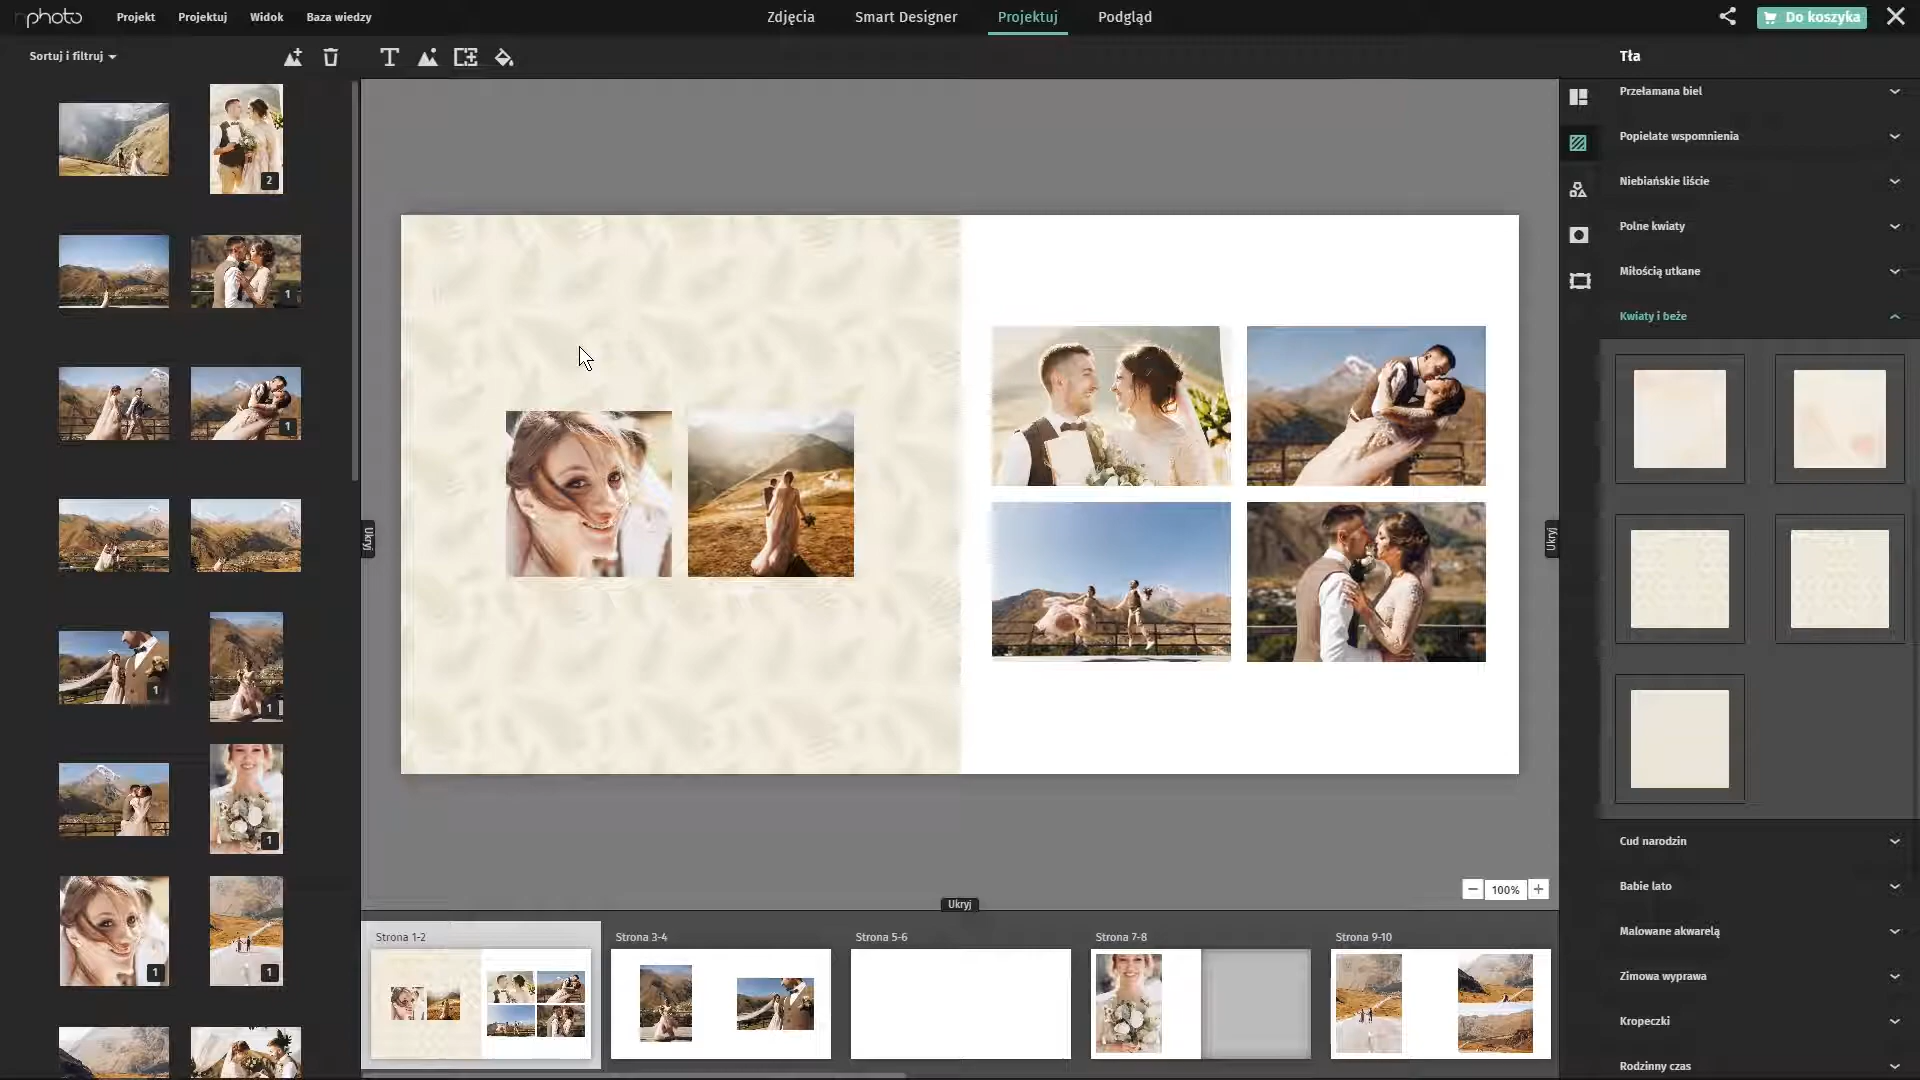 nphoto
Projekt
Projektuj
Widok
Baza wiedzy
Zdjęcia
Smart Designer
Projektuj
Podgląd
Do koszyka
Sortuj i filtruj
Tła
Przełamana biel
2
Popielate wspomnienia
Niebiańskie liście
Polne kwiaty
Miłością utkane
1
Kwiaty i beże
1
Ukryj
Ukryj
1
1
1
Cud narodzin
Babie lato
100%
Ukryj
Malowane akwarelą
Strona 1-2
Strona 3-4
Strona 5-6
Strona 7-8
Strona 9-10
1
1
Zimowa wyprawa
Kropeczki
Rodzinny czas